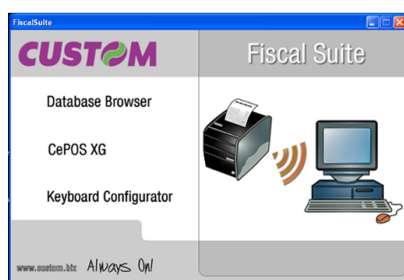 FiscalSuite
CUSTOM
Fiscal Suite
Database Browser
CePOS XG
Keyboard Configurator
www.custom.biz Always On!